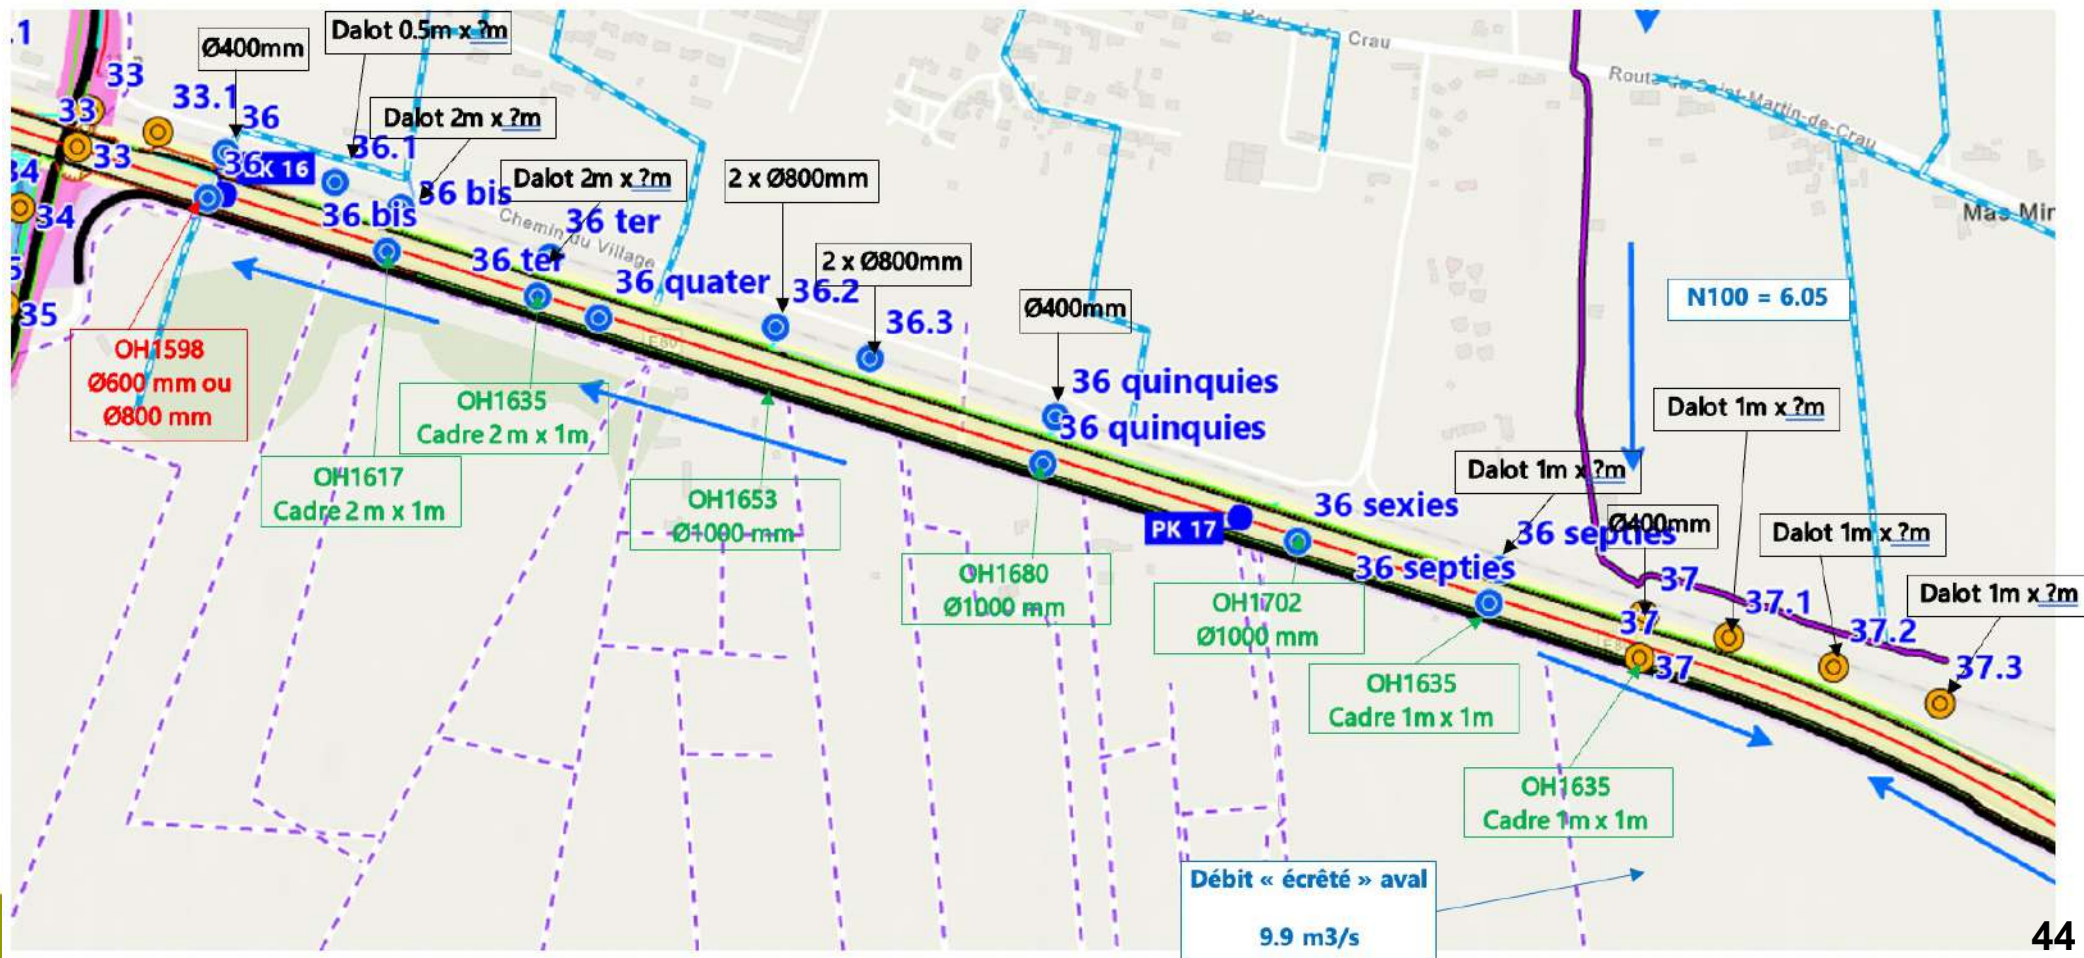 .1
Dalot 0.5m x ?m
Ø400mm
Route de
Crau
33
33.1
33
36
Dalot 2m x ?m
Route de Saint-Martin-de-Crau
33
36.1
34
36
PK 16
36 bis
Dalot 2m x ?m
2 x Ø800mm
34
36 bis
Chemin du Village
36 ter
Mas Mir
36 ter
2 x Ø800mm
5
35
36 quater
36.2
Ø400mm
36.3
N100 = 6.05
E80
OH1598
Ø600 mm ou
Ø800 mm
OH1635
Cadre 2 m x 1m
36 quinquies
36 quinquies
Dalot 1m x ?m
OH1617
Cadre 2 m x 1m
OH1653
Ø1000 mm
Dalot 1m x ?m
36 sexies
PK 17
36 septies
Ø400mm
Dalot 1m x ?m
36 septies
OH1680
Ø1000 mm
37
37.1
Dalot 1m x ?m
OH1702
Ø1000 mm
37
37.2
E80
37
37.3
OH1635
Cadre 1m x 1m
OH1635
Cadre 1m x 1m
Débit « écrêté » aval
9.9 m3/s
44